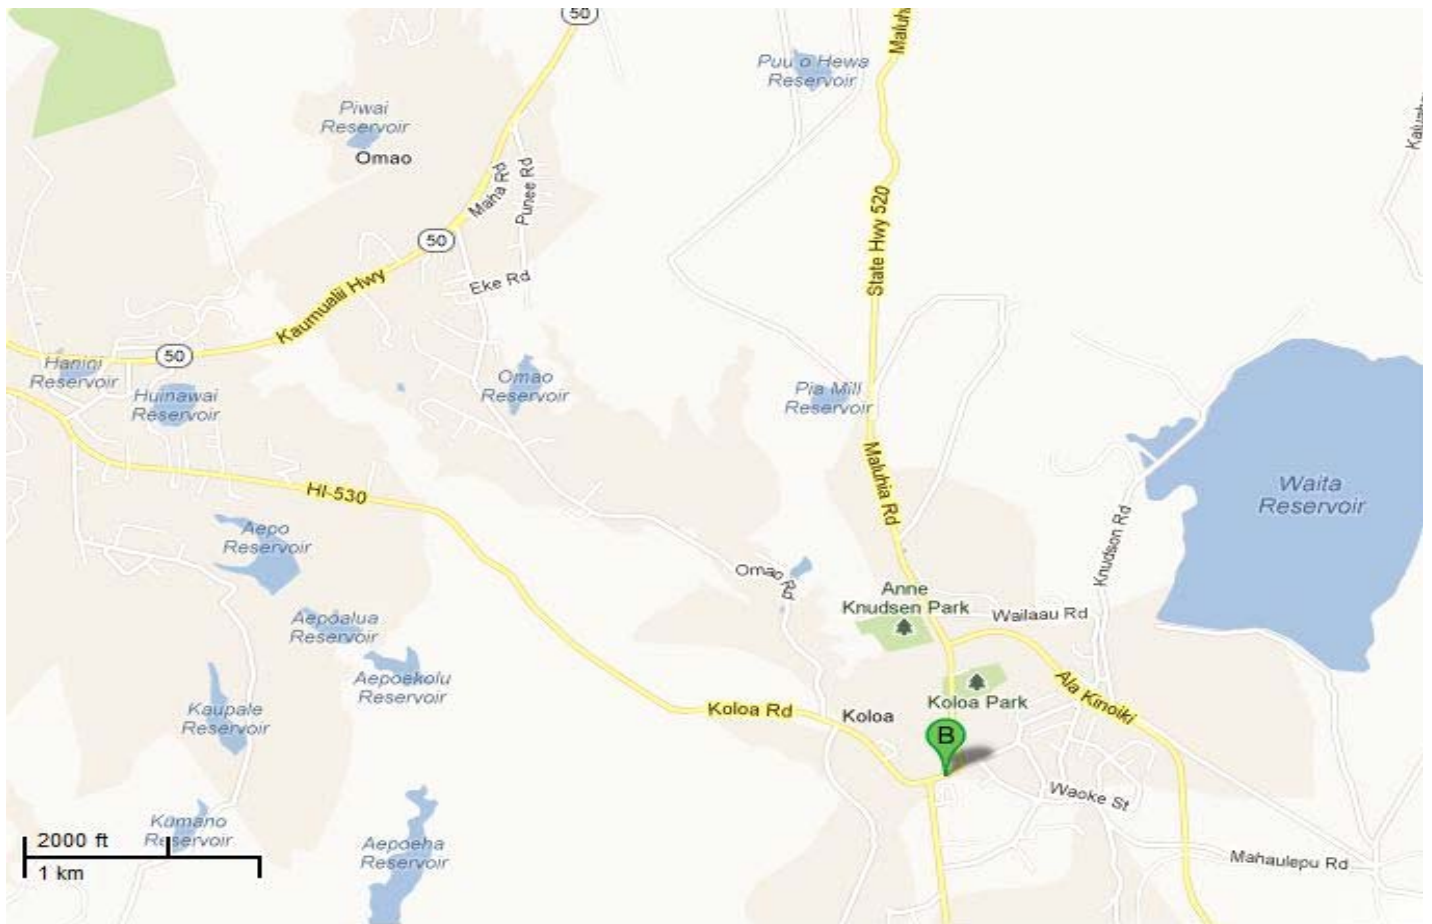 50
Maluhi
Puu o Hewa
Reservoir
Piwai
Reservoir
Omao
Maha Rd
Punee Rd
State Hwy 520
50
Eke Rd
Kaumualii Hwy
50
Hanini
Reservoir
Huinawai
Reservoir
Omao
Reservoir
Pia Mill
Reservoir
Maluhia Rd
HI-530
Waita
Reservoir
Aepo
Reservoir
Knudson Rd
Omao Rd
Anne
Knudsen Park
Wailaau Rd
Aepoalua
Reservoir
Aepoekolu
Reservoir
Ala Kinoiki
Koloa Park
Kaupale
Reservoir
Koloa Rd
Koloa
B
Waoke St
Kumano
Reservoir
Aepoeha
Reservoir
Mahaulepu Rd
2000 ft
1 km